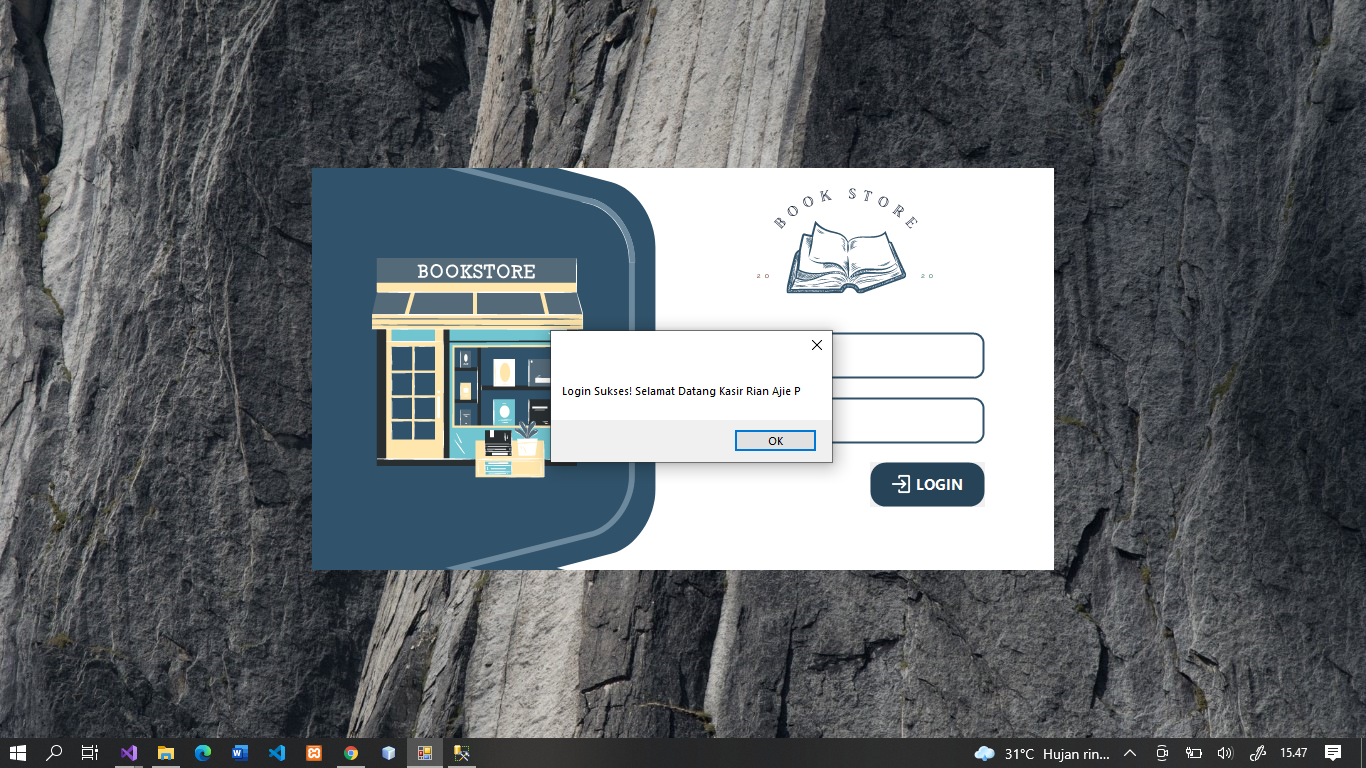 BOOK STORE
20 20
BOOKSTORE
Login Sukses! Selamat Datang Kasir Rian Ajie P
OK
LOGIN
31°C Hujan rin...
15.47